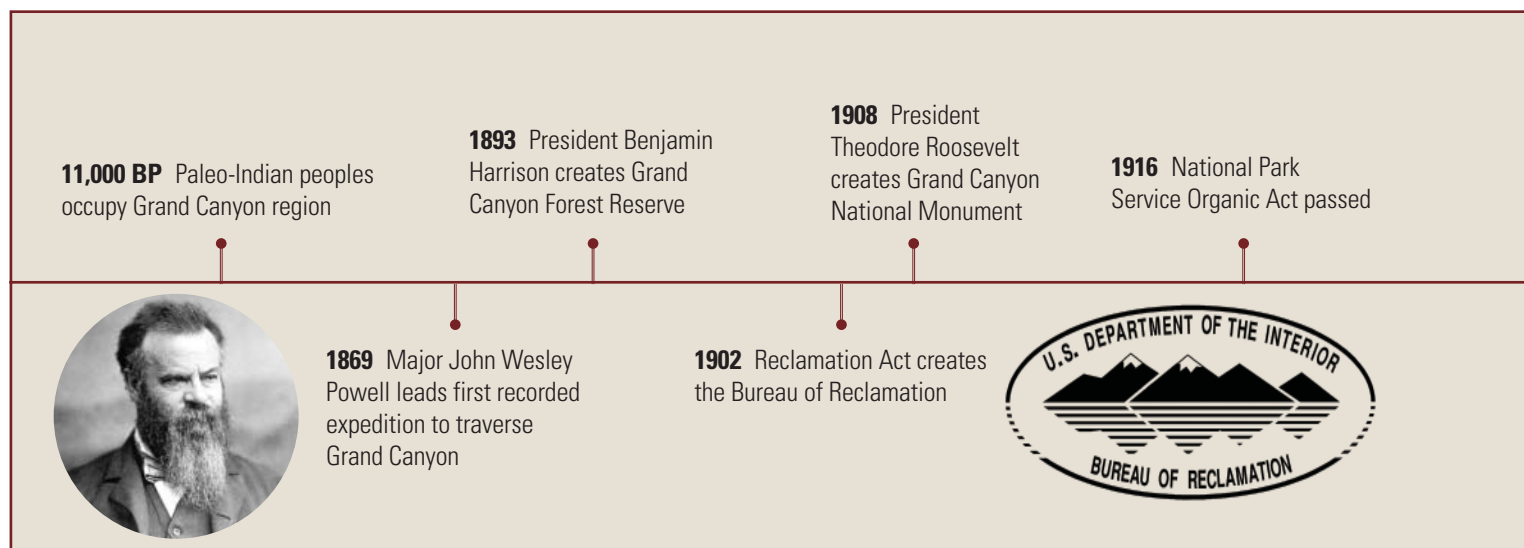 11,000 BP Paleo-Indian peoples
occupy Grand Canyon region
1869 Major John Wesley
Powell leads first recorded
expedition to traverse
Grand Canyon
1893 President Benjamin
Harrison creates Grand
Canyon Forest Reserve
1902 Reclamation Act creates
the Bureau of Reclamation
1908 President
Theodore Roosevelt
creates Grand Canyon
National Monument
1916 National Park
Service Organic Act passed
U.S. DEPARTMENT OF THE INTERIOR
BUREAU OF RECLAMATION